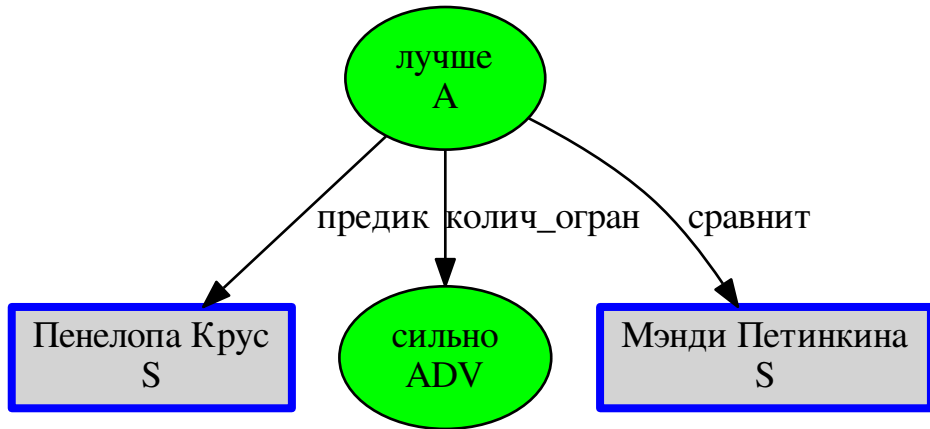 лучше
A
предик
колич_огран
сравнит
Пенелопа Крус
S
сильно
ADV
Мэнди Петинкина
S